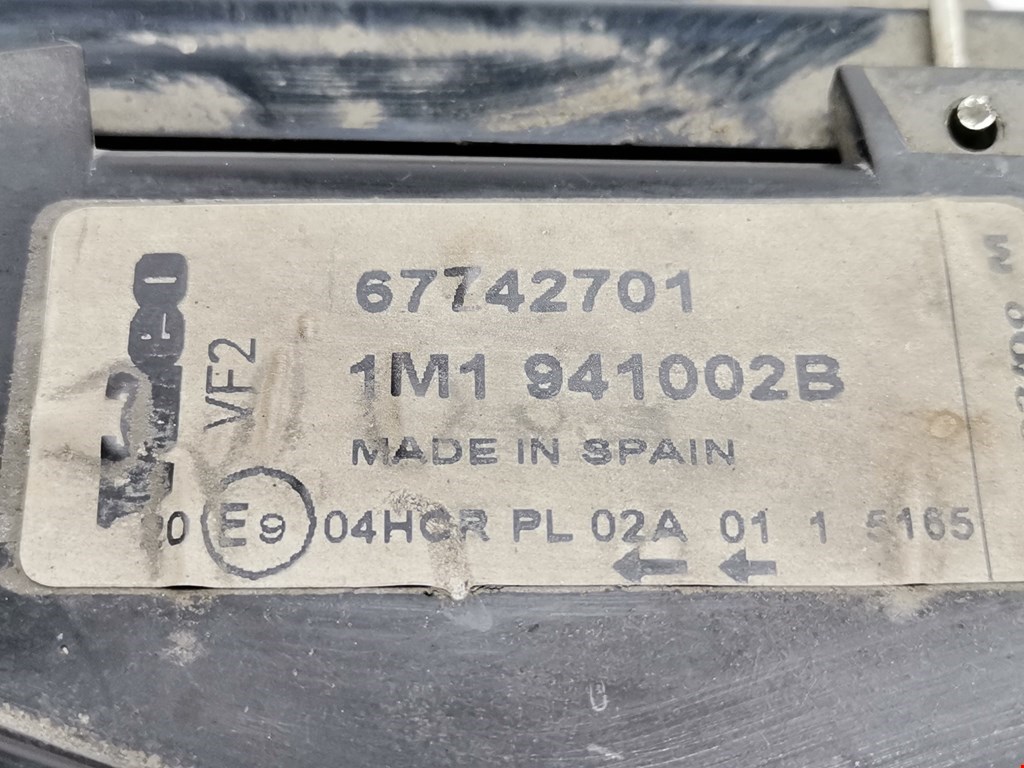 67742701
VF2
1M1 941002B
MADE IN SPAIN
E9 04HCR PL 02A 01 1 5165